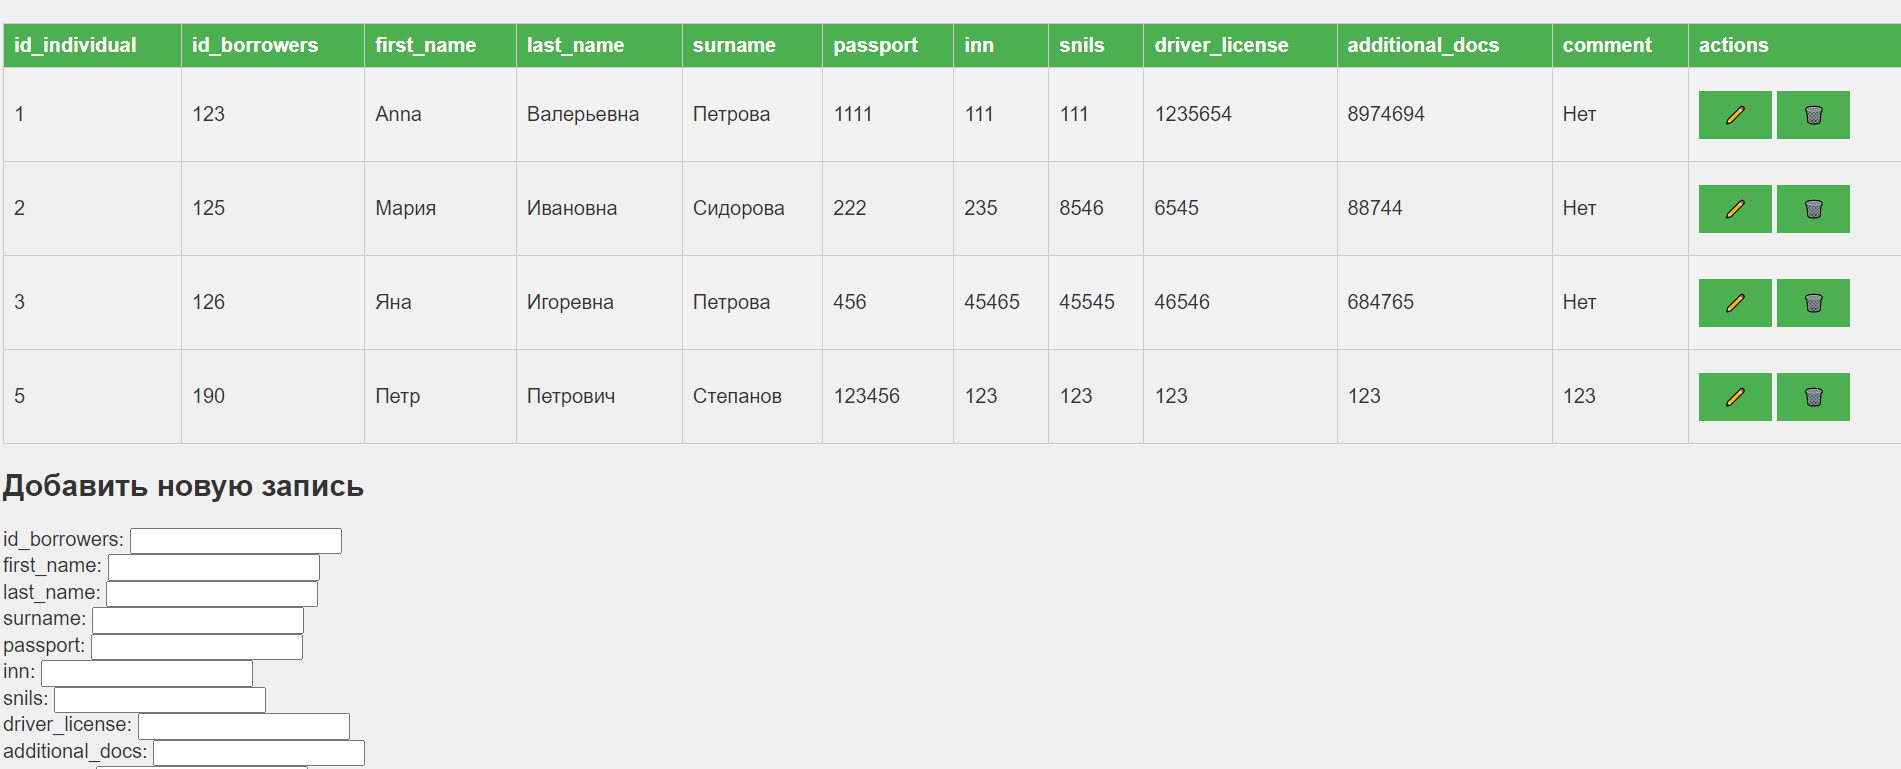 id_individual id_borrowers first_name last_name surname passport inn snils driver_license additional_docs comment actions
1 123 Anna Валерьевна Петрова 1111 111 111 1235654 8974694 Нет
2 125 Мария Ивановна Сидорова 222 235 8546 6545 88744 Нет
3 126 Яна Игоревна Петрова 456 45465 45545 46546 684765 Нет
5 190 Петр Петрович Степанов 123456 123 123 123 123 123
Добавить новую запись
id_borrowers:
first_name:
last_name:
surname:
passport:
inn:
snils:
driver_license:
additional_docs: